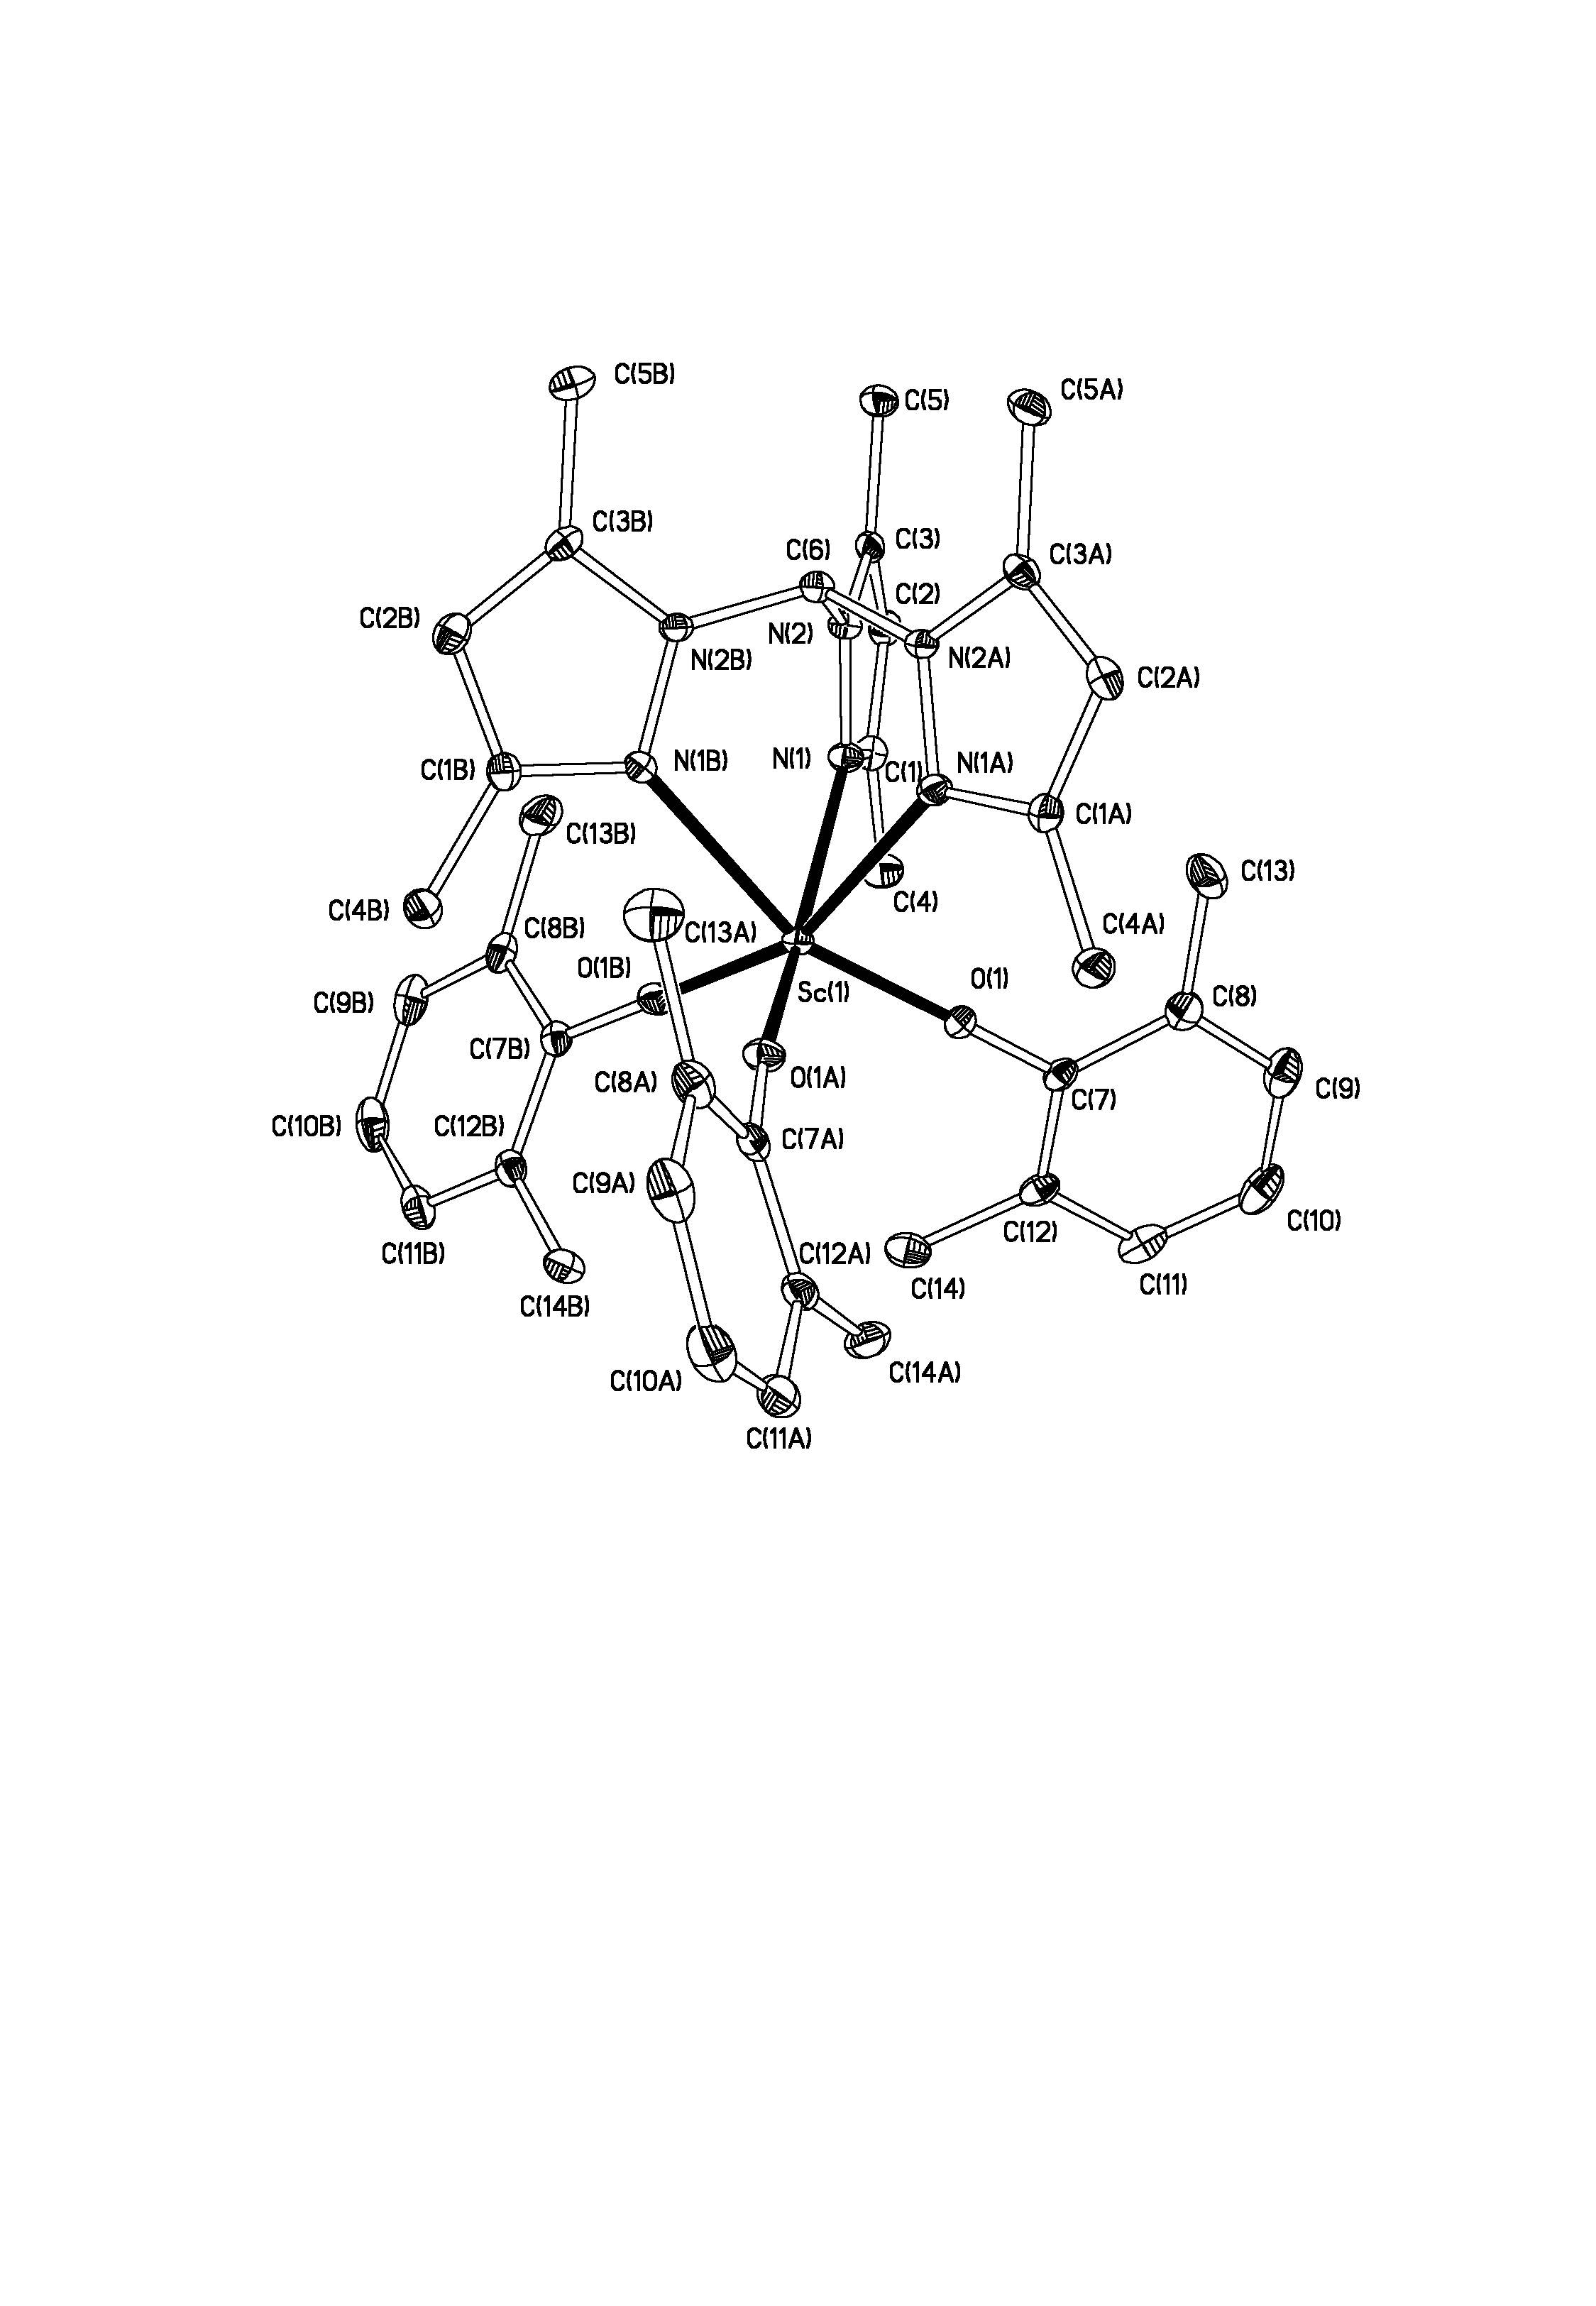 C(5B)
C(5)
C(5A)
C(3B)
C(6)
C(3)
C(3A)
C(2B)
C(2)
N(2)
N(2B)
N(2A)
C(2A)
C(1B)
N(1B)
N(1)
C(1)
N(1A)
C(1A)
C(13B)
C(13)
C(4B)
C(8B)
C(13A)
C(4)
C(4A)
O(1B)
Sc(1)
O(1)
C(8)
C(9B)
C(7B)
C(8A)
O(1A)
C(7)
C(9)
C(10B)
C(12B)
C(7A)
C(9A)
C(12)
C(10)
C(11B)
C(12A)
C(14)
C(11)
C(14B)
C(10A)
C(14A)
C(11A)